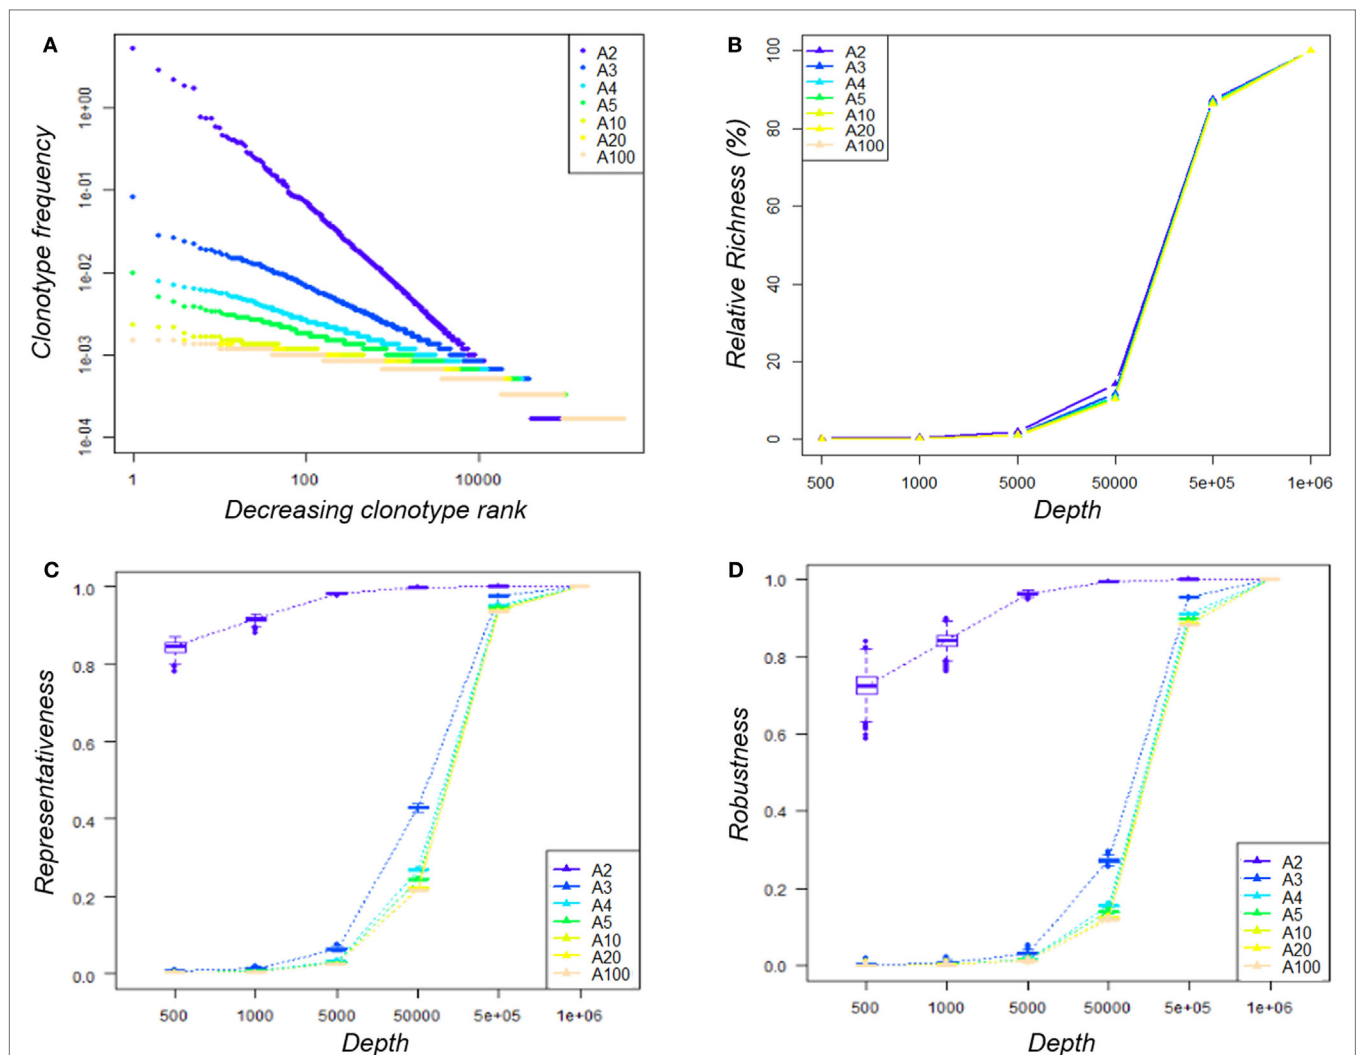 A
Clonotype frequency
1e+00
1e-01
1e-02
1e-03
1e-04
1
100
10000
Decreasing clonotype rank
A2
A3
A4
A5
A10
A20
A100
B
Relative Richness (%)
100
80
60
40
20
0
500
1000
5000
50000
5e+05
1e+06
Depth
A2
A3
A4
A5
A10
A20
A100
C
Representativeness
1.0
0.8
0.6
0.4
0.2
0.0
500
1000
5000
50000
5e+05
1e+06
Depth
A2
A3
A4
A5
A10
A20
A100
D
Robustness
1.0
0.8
0.6
0.4
0.2
0.0
500
1000
5000
50000
5e+05
1e+06
Depth
A2
A3
A4
A5
A10
A20
A100